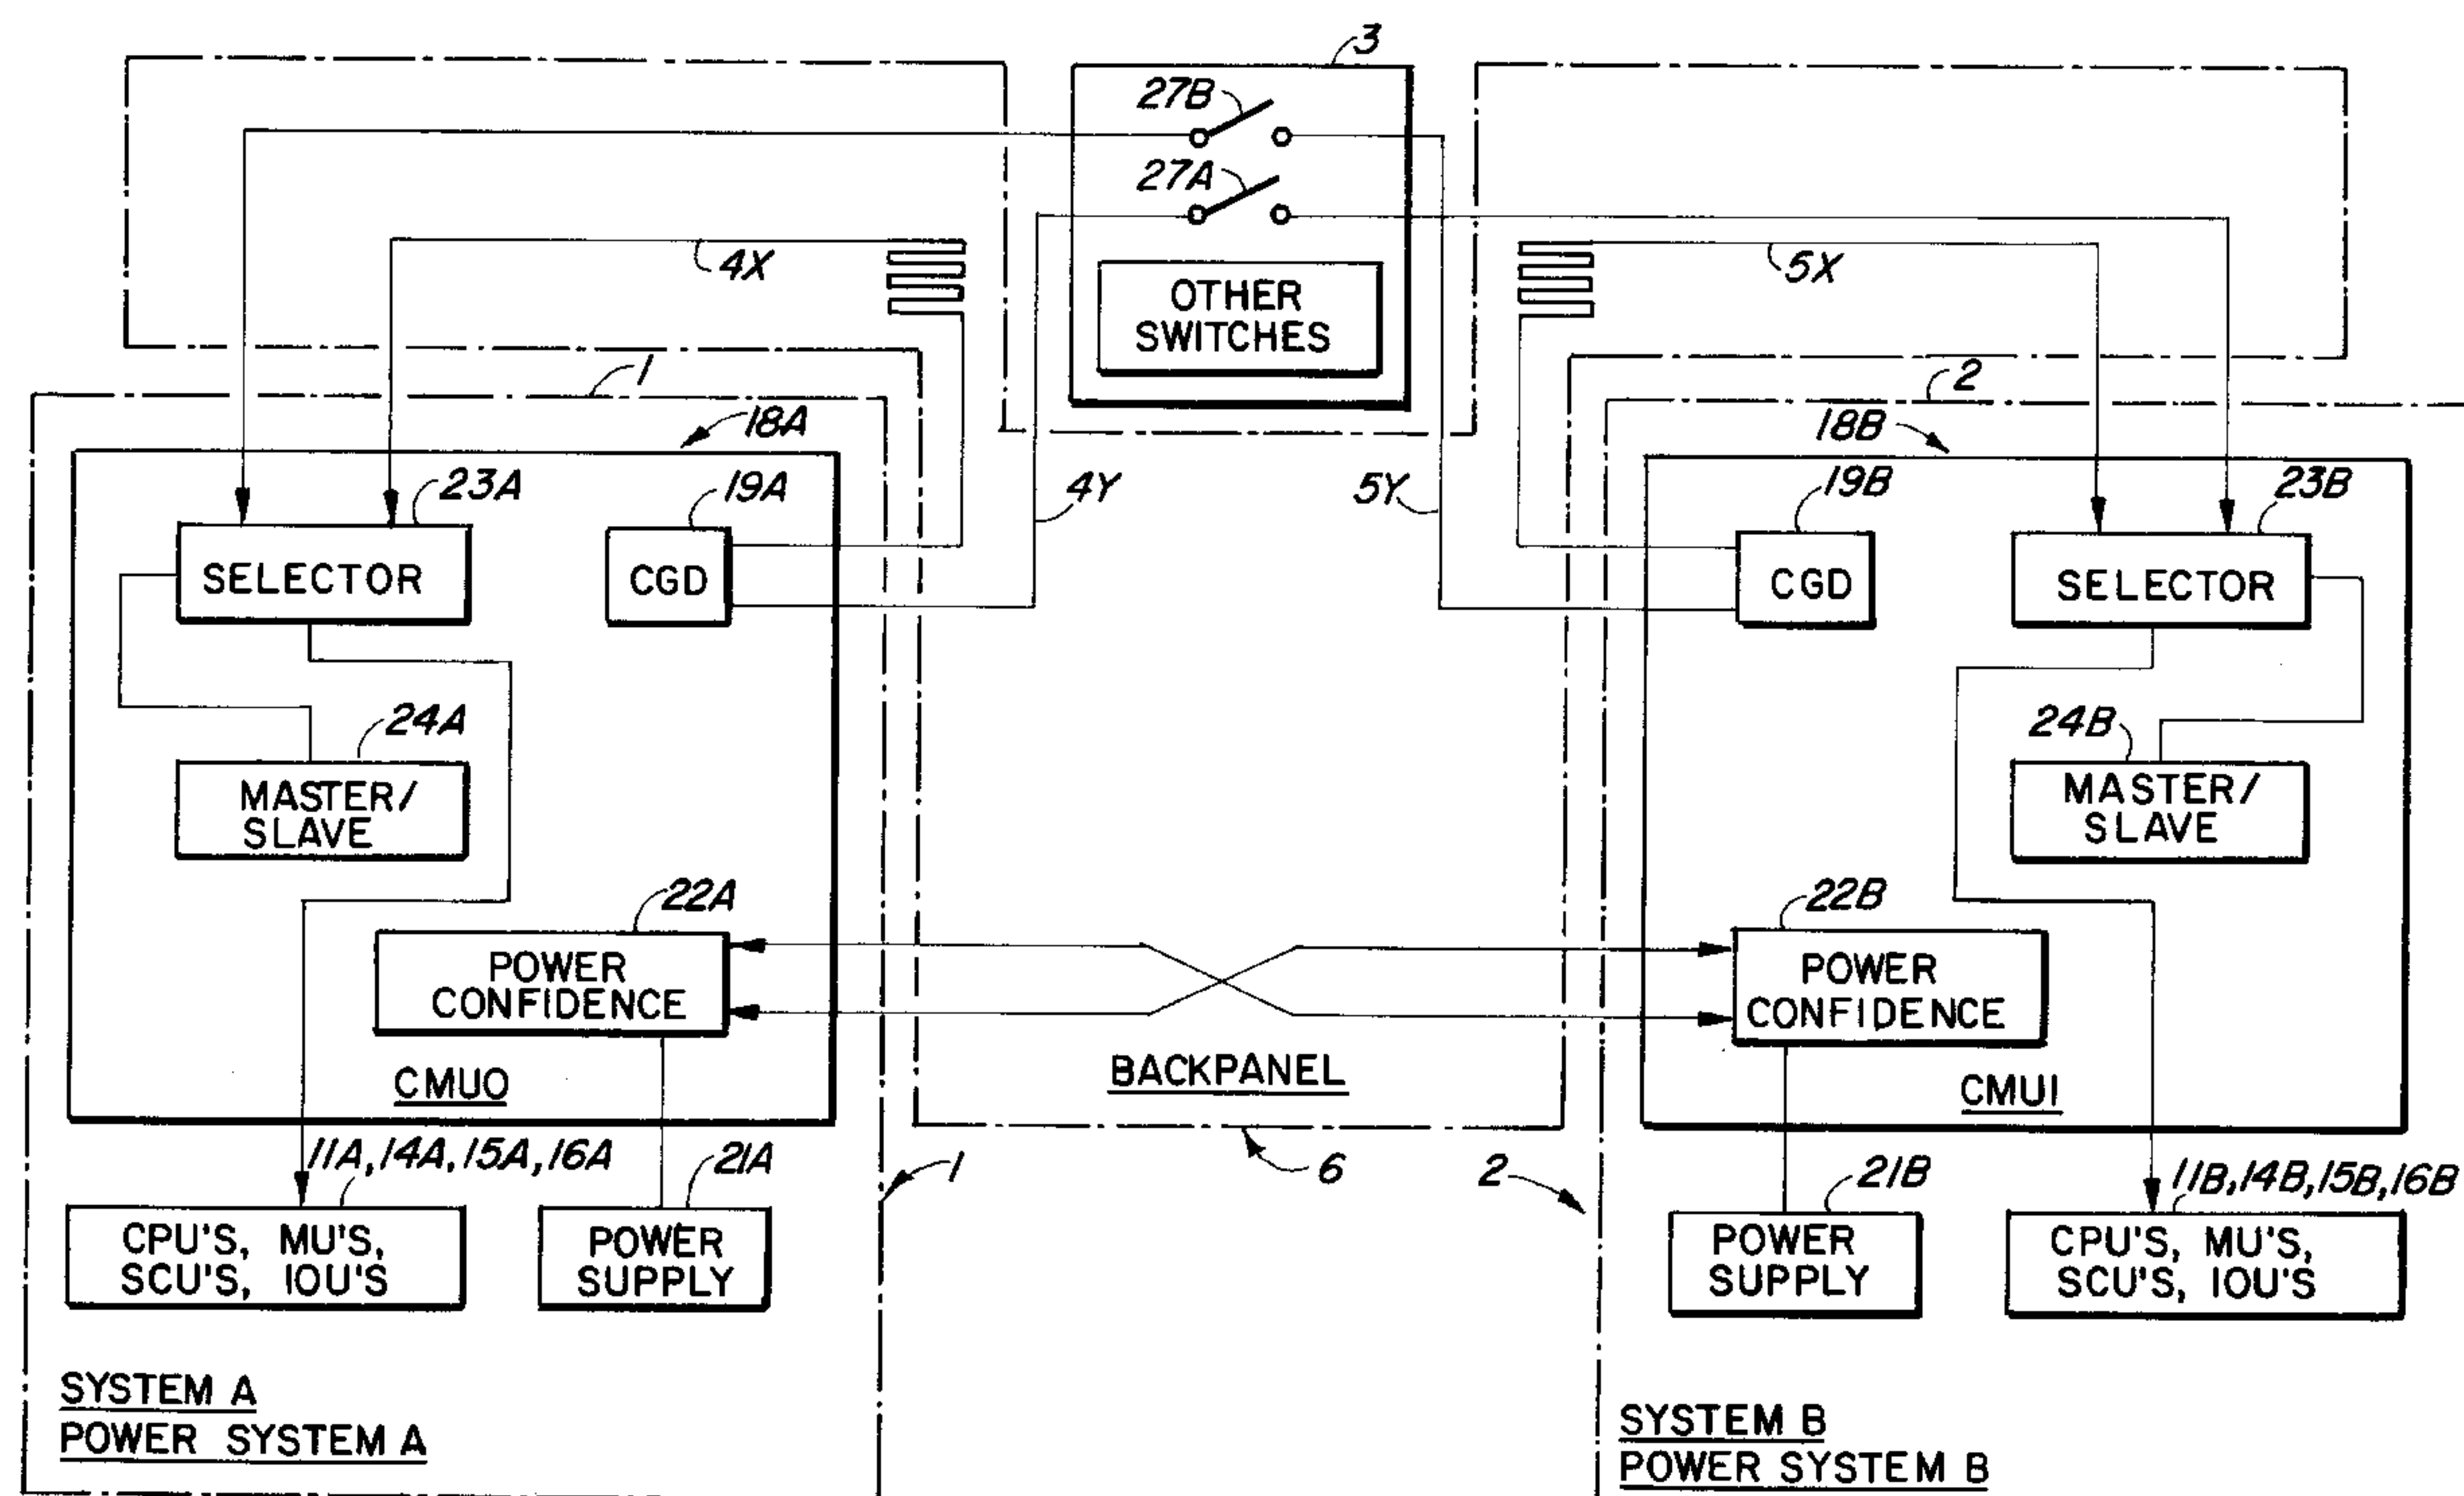 3
27B
27A
4X
5X
OTHER
SWITCHES
1
2
18A
18B
23A
19A
4Y
5Y
19B
23B
SELECTOR
CGD
CGD
SELECTOR
24A
24B
MASTER/
SLAVE
MASTER/
SLAVE
22A
22B
POWER
CONFIDENCE
POWER
CONFIDENCE
CMU0
BACKPANEL
CMU1
11A, 14A, 15A, 16A
21A
1
6
2
21B
11B, 14B, 15B, 16B
CPU'S, MU'S,
SCU'S, IOU'S
POWER
SUPPLY
POWER
SUPPLY
CPU'S, MU'S,
SCU'S, IOU'S
SYSTEM A
POWER SYSTEM A
SYSTEM B
POWER SYSTEM B